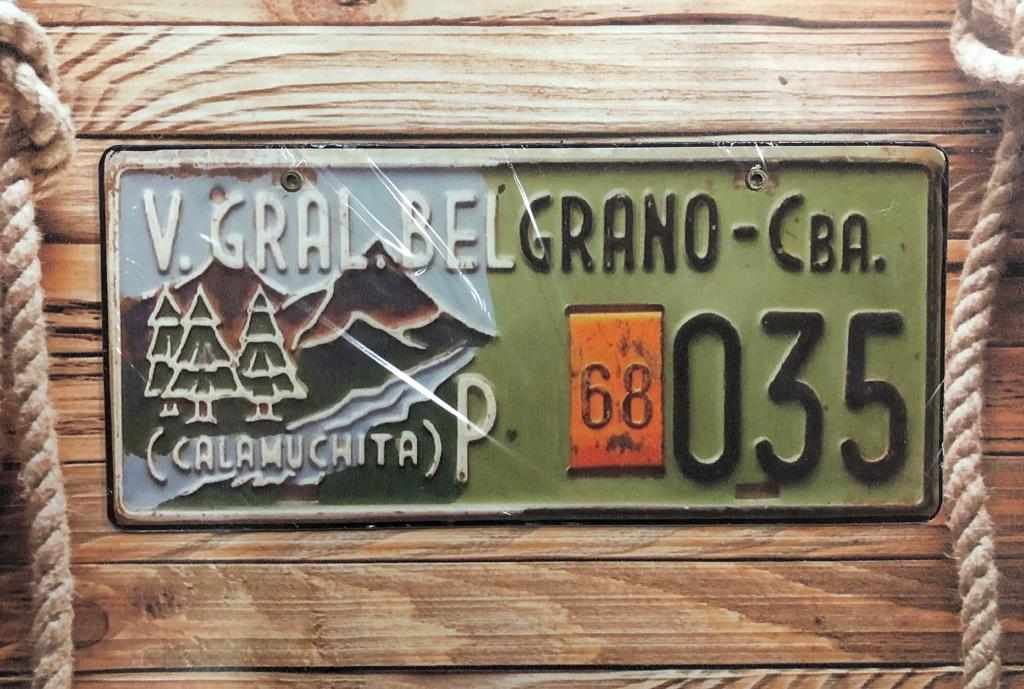 V. GRAL. BELGRANO - CBA.
68 035
(CALAMUCHITA) P